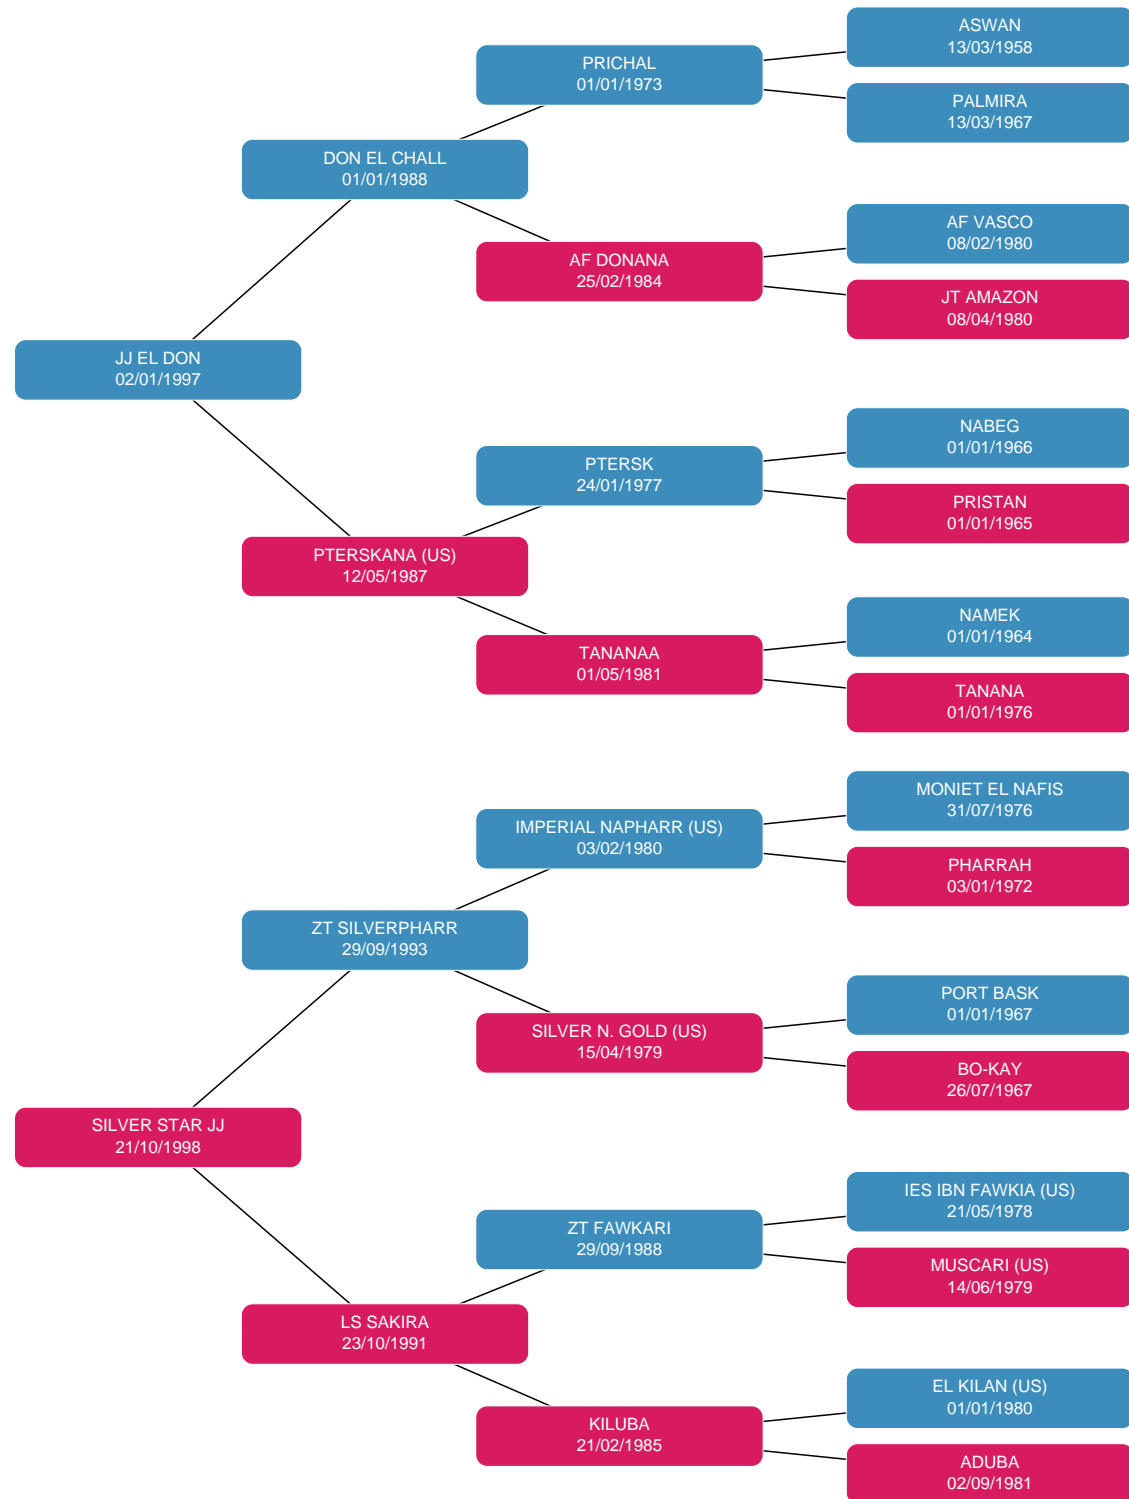 ASWAN
13/03/1958
PRICHAL
01/01/1973
PALMIRA
13/03/1967
DON EL CHALL
01/01/1988
AF VASCO
08/02/1980
AF DONANA
25/02/1984
JT AMAZON
08/04/1980
JJ EL DON
02/01/1997
NABEG
01/01/1966
PTERSK
24/01/1977
PRISTAN
01/01/1965
PTERSKANA (US)
12/05/1987
NAMEK
01/01/1964
TANANAA
01/05/1981
TANANA
01/01/1976
MONIET EL NAFIS
31/07/1976
IMPERIAL NAPHARR (US)
03/02/1980
PHARRAH
03/01/1972
ZT SILVERPHARR
29/09/1993
PORT BASK
01/01/1967
SILVER N. GOLD (US)
15/04/1979
BO-KAY
26/07/1967
SILVER STAR JJ
21/10/1998
IES IBN FAWKIA (US)
21/05/1978
ZT FAWKARI
29/09/1988
MUSCARI (US)
14/06/1979
LS SAKIRA
23/10/1991
EL KILAN (US)
01/01/1980
KILUBA
21/02/1985
ADUBA
02/09/1981